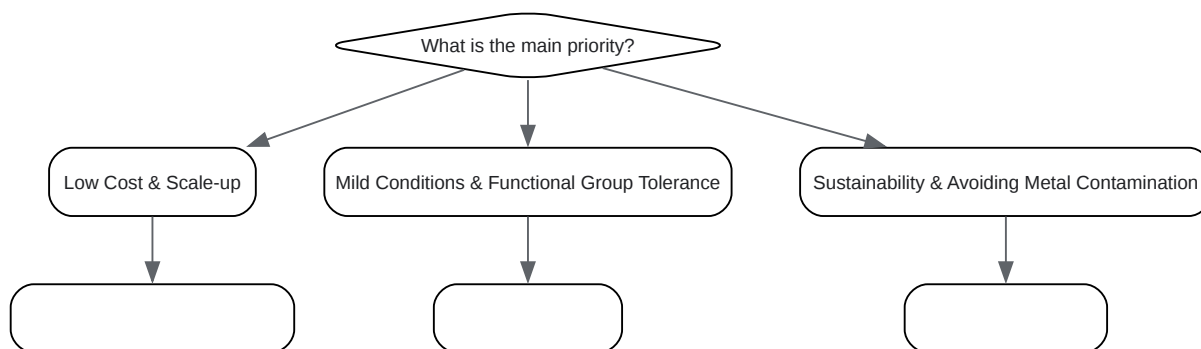 What is the main priority?
Low Cost & Scale-up
Mild Conditions & Functional Group Tolerance
Sustainability & Avoiding Metal Contamination